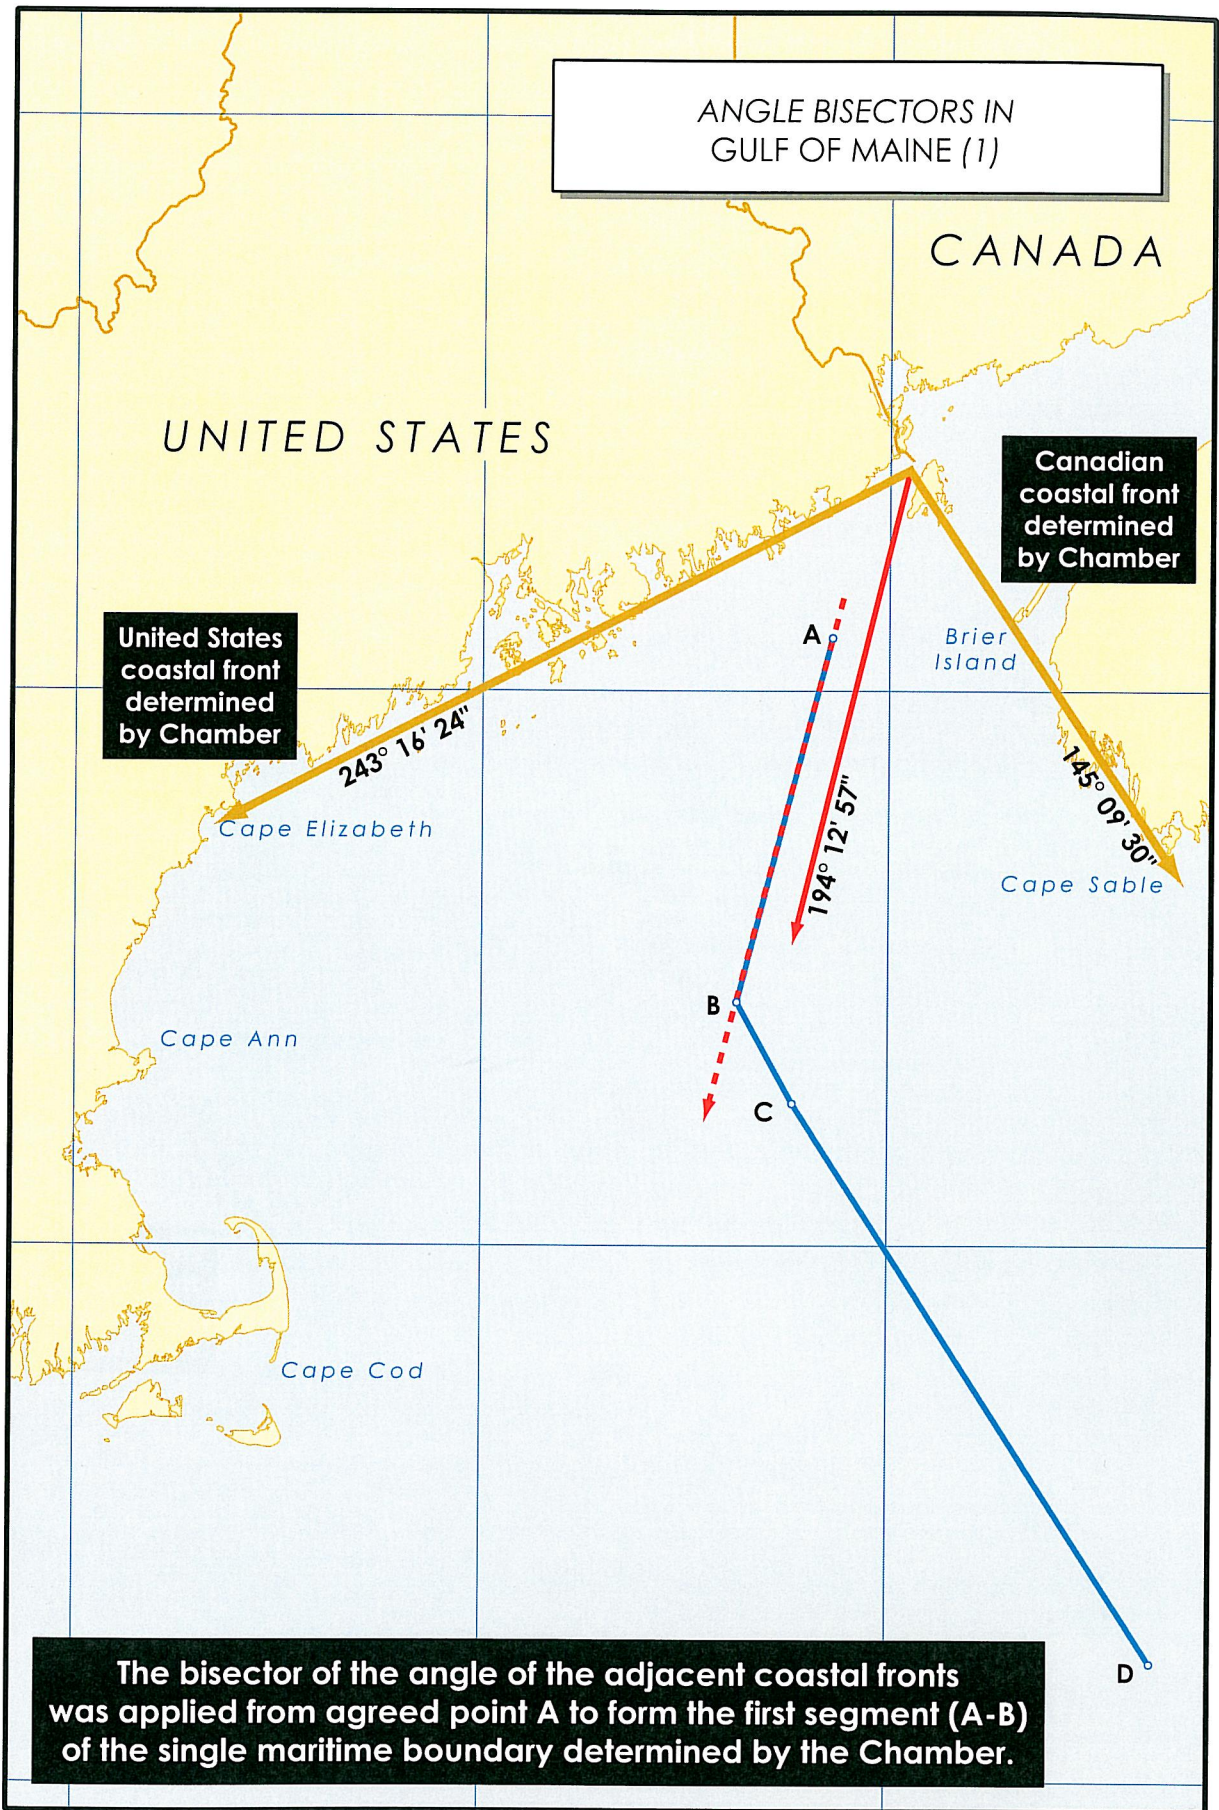 ANGLE BISECTORS IN
GULF OF MAINE (1)
CANADA
UNITED STATES
Canadian
coastal front
determined
by Chamber
United States
coastal front
determined
by Chamber
A
Brier
Island
243° 16' 24"
145° 09' 30"
194° 12' 57"
Cape Elizabeth
Cape Sable
B
Cape Ann
C
Cape Cod
D
The bisector of the angle of the adjacent coastal fronts
was applied from agreed point A to form the first segment (A-B)
of the single maritime boundary determined by the Chamber.